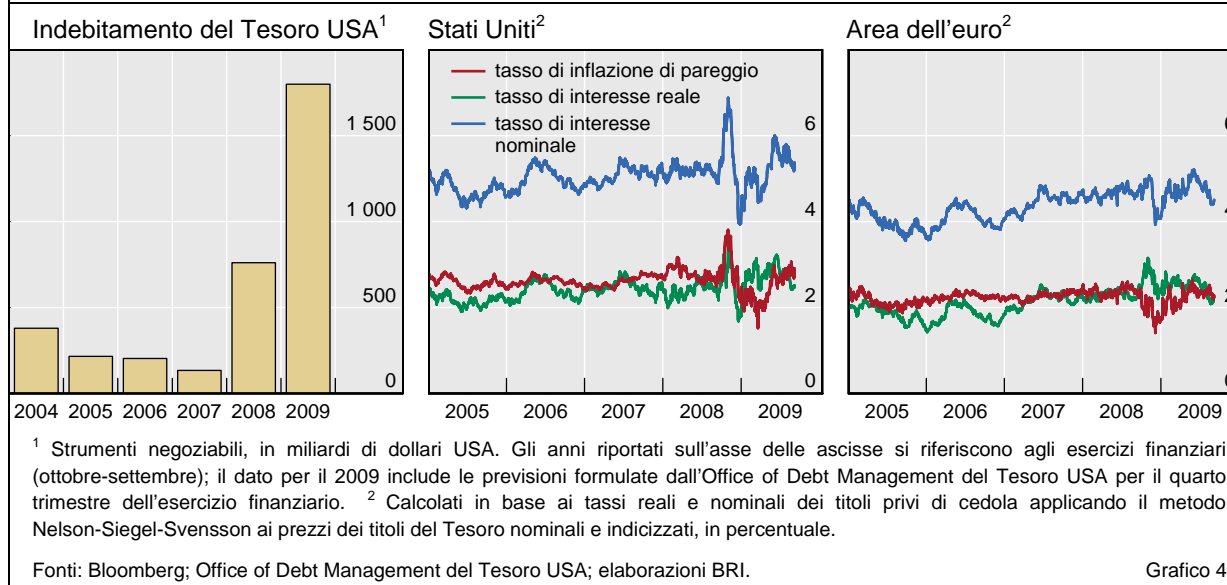 Indebitamento del Tesoro USA¹
1 500
1 000
500
0
2004 2005 2006 2007 2008 2009
Stati Uniti²
tasso di inflazione di pareggio
tasso di interesse reale
tasso di interesse
nominale
6
4
2
0
2005 2006 2007 2008 2009
Area dell'euro²
2005 2006 2007 2008 2009
¹ Strumenti negoziabili, in miliardi di dollari USA. Gli anni riportati sull'asse delle ascisse si riferiscono agli esercizi finanziari
(ottobre-settembre); il dato per il 2009 include le previsioni formulate dall'Office of Debt Management del Tesoro USA per il quarto
trimestre dell'esercizio finanziario. ² Calcolati in base ai tassi reali e nominali dei titoli privi di cedola applicando il metodo
Nelson-Siegel-Svensson ai prezzi dei titoli del Tesoro nominali e indicizzati, in percentuale.
Fonti: Bloomberg; Office of Debt Management del Tesoro USA; elaborazioni BRI. Grafico 4